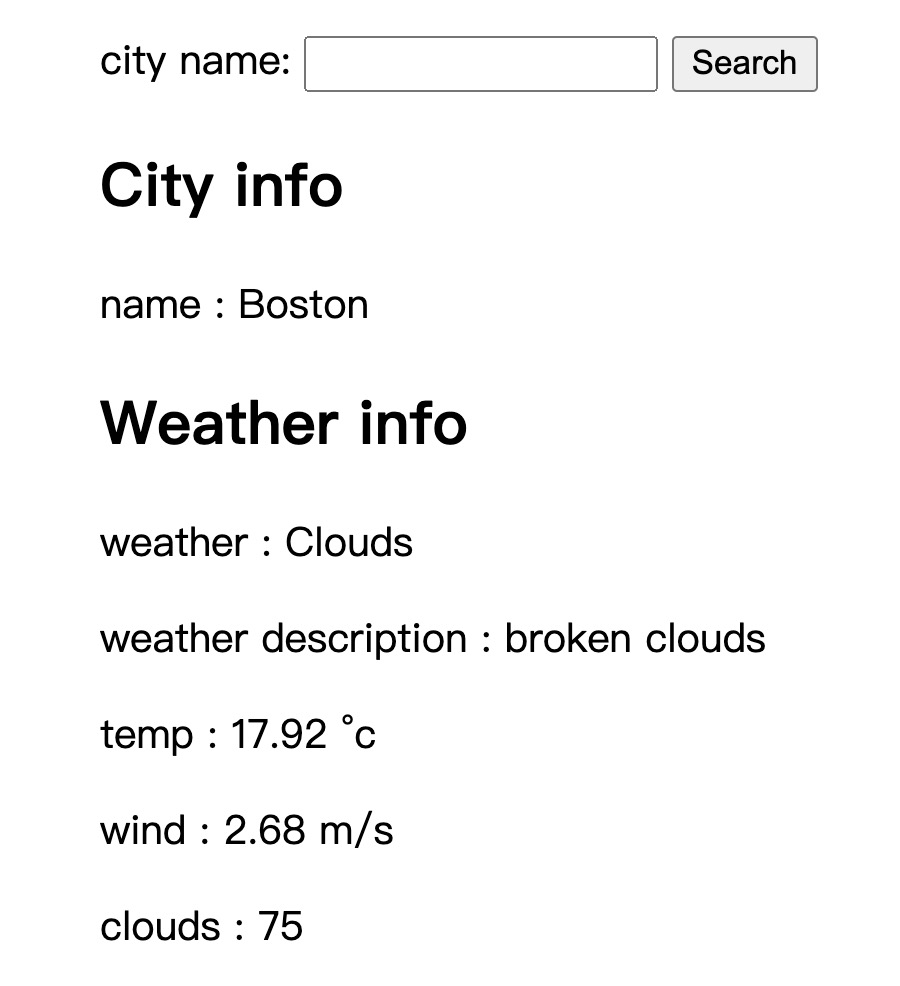 city name: Search
City info
name : Boston
Weather info
weather : Clouds
weather description : broken clouds
temp : 17.92 °c
wind : 2.68 m/s
clouds : 75